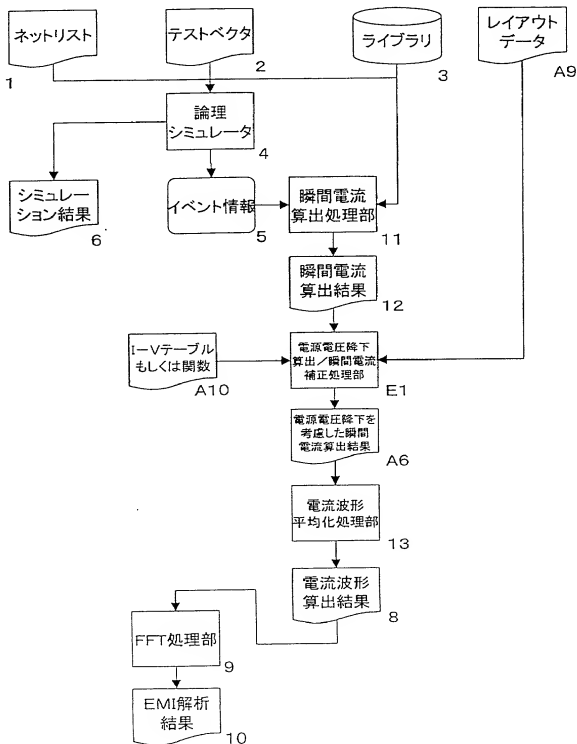 ネットリスト
1
テストベクタ
2
ライブラリ
3
レイアウト
データ
A9
論理
シミュレータ
4
シミュレー
ション結果
6
イベント情報
5
瞬間電流
算出処理部
11
瞬間電流
算出結果
12
I-Vテーブル
もしくは関数
A10
電源電圧降下
算出/瞬間電流
補正処理部
E1
電源電圧降下を
考慮した瞬間
電流算出結果
A6
電流波形
平均化処理部
13
電流波形
算出結果
8
FFT処理部
9
EMI解析
結果
10